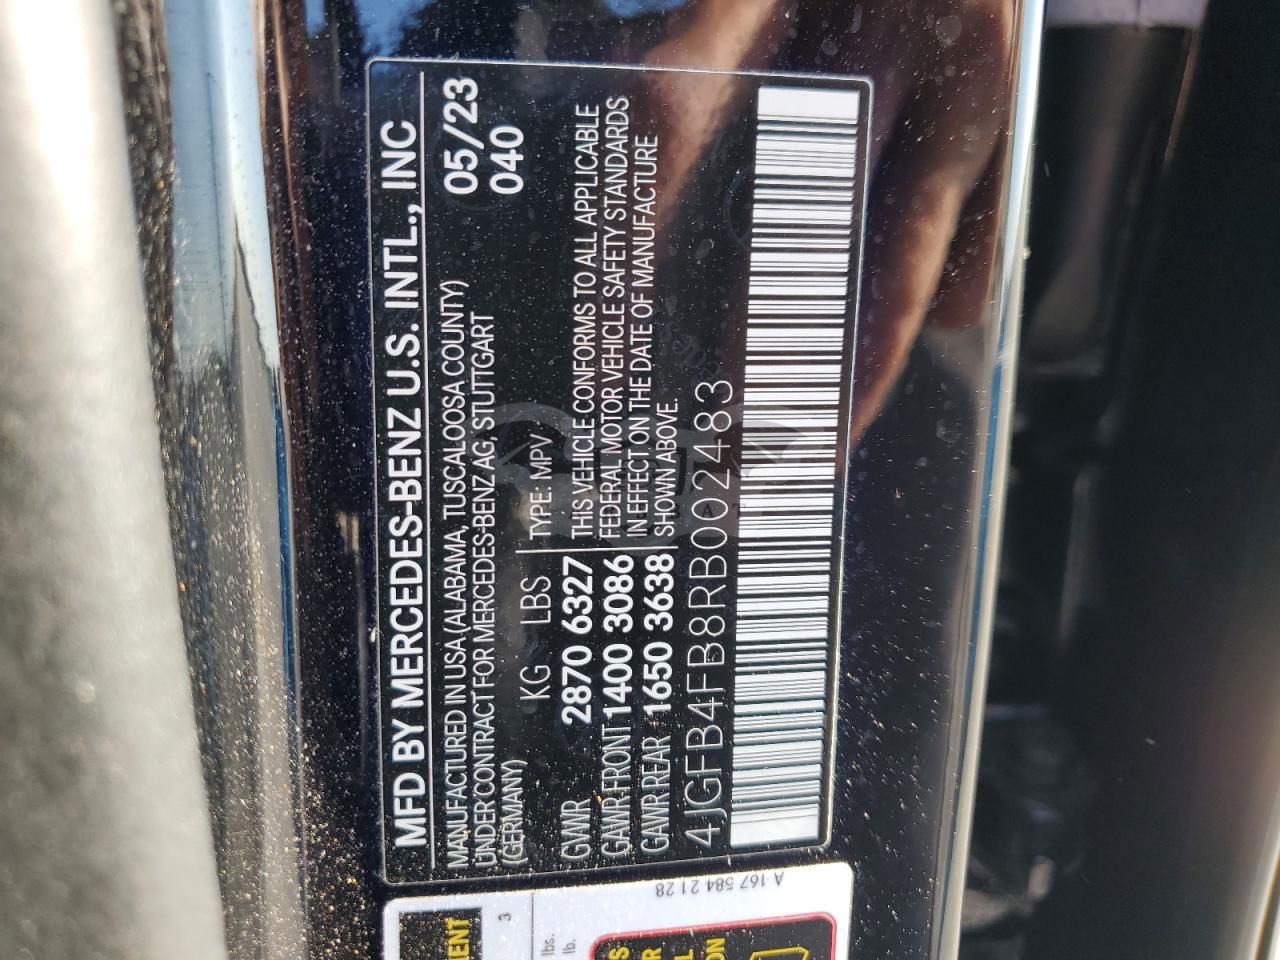 MFD BY MERCEDES-BENZ U.S. INTL., INC
MANUFACTURED IN USA (ALABAMA, TUSCALOOSA COUNTY)
UNDER CONTRACT FOR MERCEDES-BENZ AG, STUTTGART
(GERMANY)
05/23
040
KG LBS
GVWR 2870 6327
GAWR FRONT 1400 3086
GAWR REAR 1650 3638
TYPE: MPV
THIS VEHICLE CONFORMS TO ALL APPLICABLE
FEDERAL MOTOR VEHICLE SAFETY STANDARDS
IN EFFECT ON THE DATE OF MANUFACTURE
SHOWN ABOVE.
4JGFB4FB8RB002483
A 167 584 21 28
3
lbs.
lb.